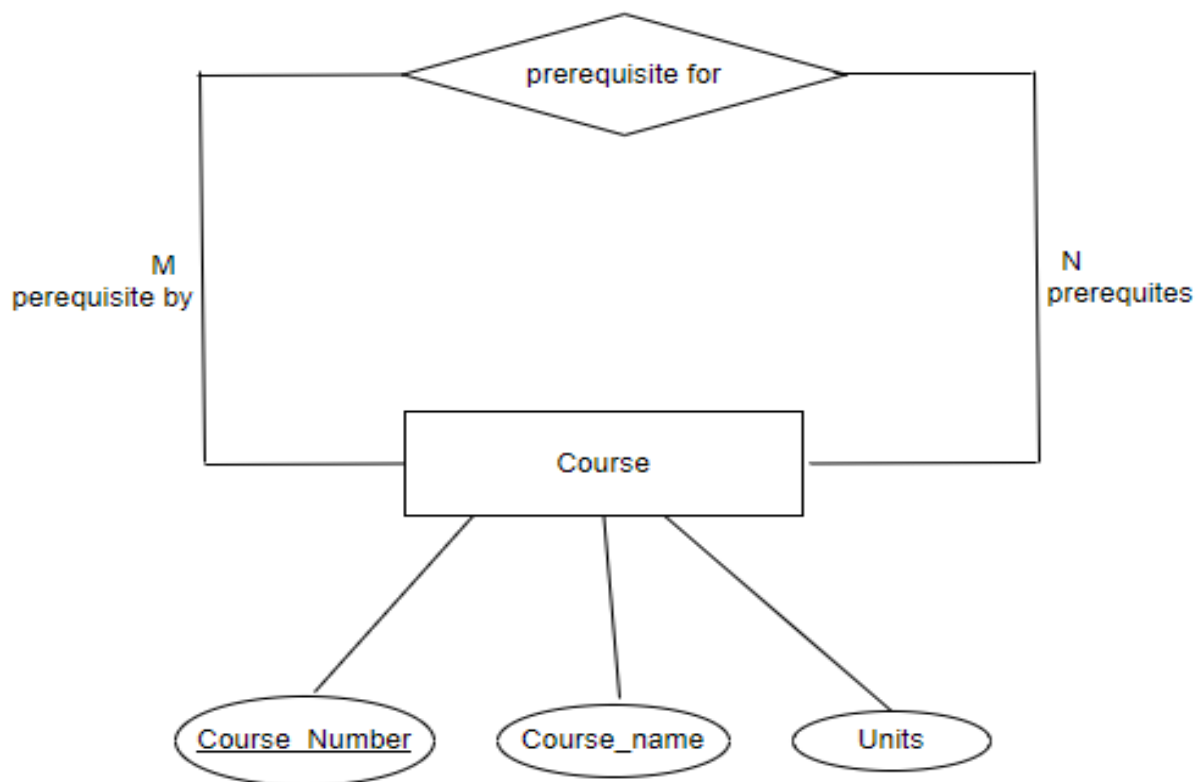 prerequisite for
M
perequisite by
N
prerequites
Course
Course_Number
Course_name
Units